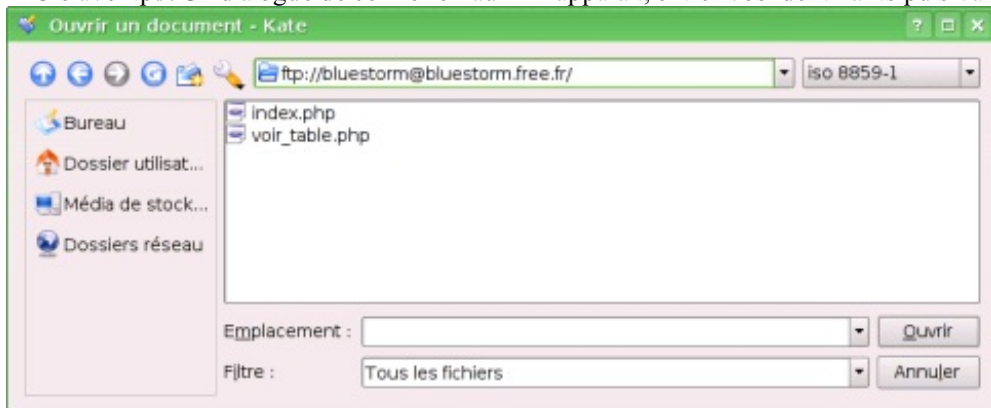 Ouvrir un document - Kate
ftp://bluestorm@bluestorm.free.fr/
iso 8859-1
Bureau
Dossier utilisat...
Média de stock...
Dossiers réseau
index.php
voir_table.php
Emplacement :
Ouvrir
Filtre :
Tous les fichiers
Annuler